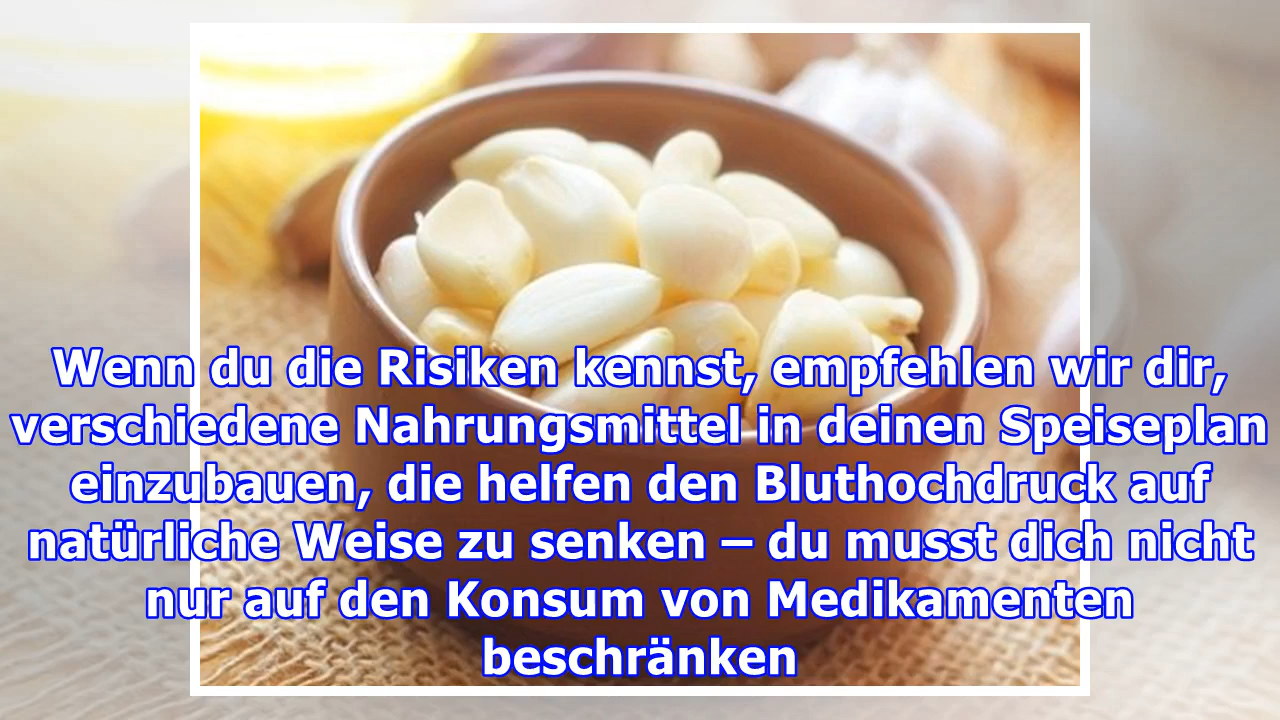 Wenn du die Risiken kennst, empfehlen wir dir,
verschiedene Nahrungsmittel in deinen Speiseplan
einzubauen, die helfen den Bluthochdruck auf
natürliche Weise zu senken – du musst dich nicht
nur auf den Konsum von Medikamenten
beschränken